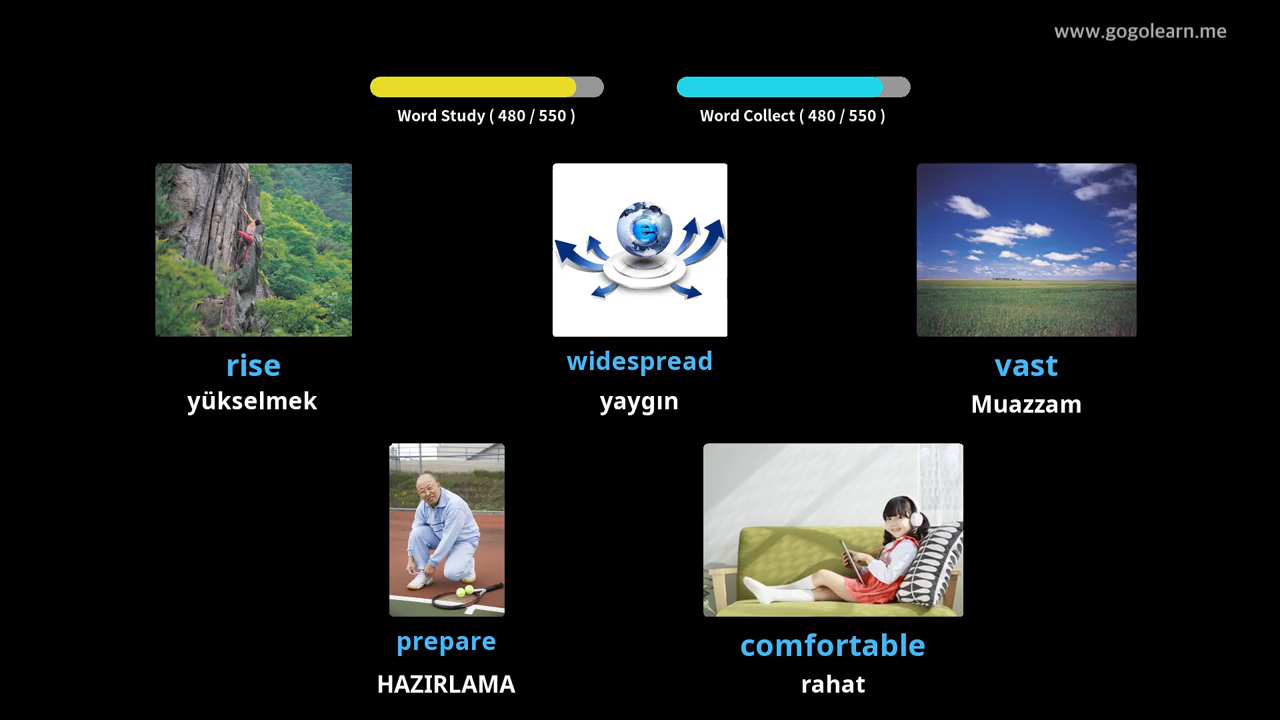 www.gogolearn.me
Word Study ( 480 / 550 )
Word Collect ( 480 / 550 )
rise
yükselmek
widespread
yaygın
vast
Muazzam
prepare
HAZIRLAMA
comfortable
rahat